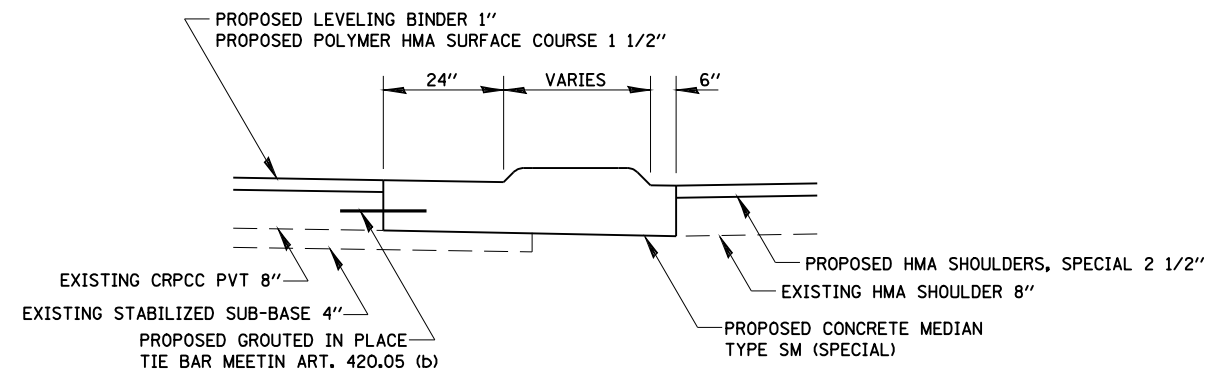 PROPOSED LEVELING BINDER 1"
PROPOSED POLYMER HMA SURFACE COURSE 1 1/2"
24"
VARIES
6"
EXISTING CRPCC PVT 8"
EXISTING STABILIZED SUB-BASE 4"
PROPOSED GROUTED IN PLACE
TIE BAR MEETIN ART. 420.05 (b)
PROPOSED HMA SHOULDERS, SPECIAL 2 1/2"
EXISTING HMA SHOULDER 8"
PROPOSED CONCRETE MEDIAN
TYPE SM (SPECIAL)